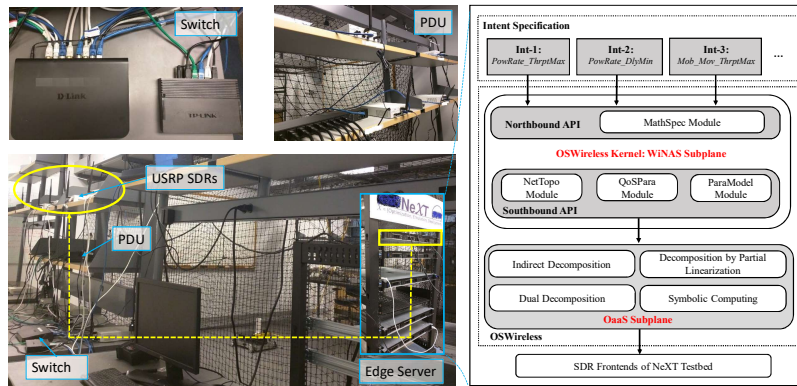 Switch
D-Link
TP-LINK
PDU
USRP SDRs
PDU
Switch
NeXT
Edge Server
Intent Specification
Int-1:
PowRate_ThrptMax
Int-2:
PowRate_DlyMin
Int-3:
Mob_Mov_ThrptMax
...
Northbound API
MathSpec Module
OSWireless Kernel: WiNAS Subplane
NetTopo
Module
QoSPara
Module
ParaModel
Module
Southbound API
Indirect Decomposition
Decomposition by Partial
Linearization
Dual Decomposition
Symbolic Computing
OaaS Subplane
OSWireless
SDR Frontends of NeXT Testbed